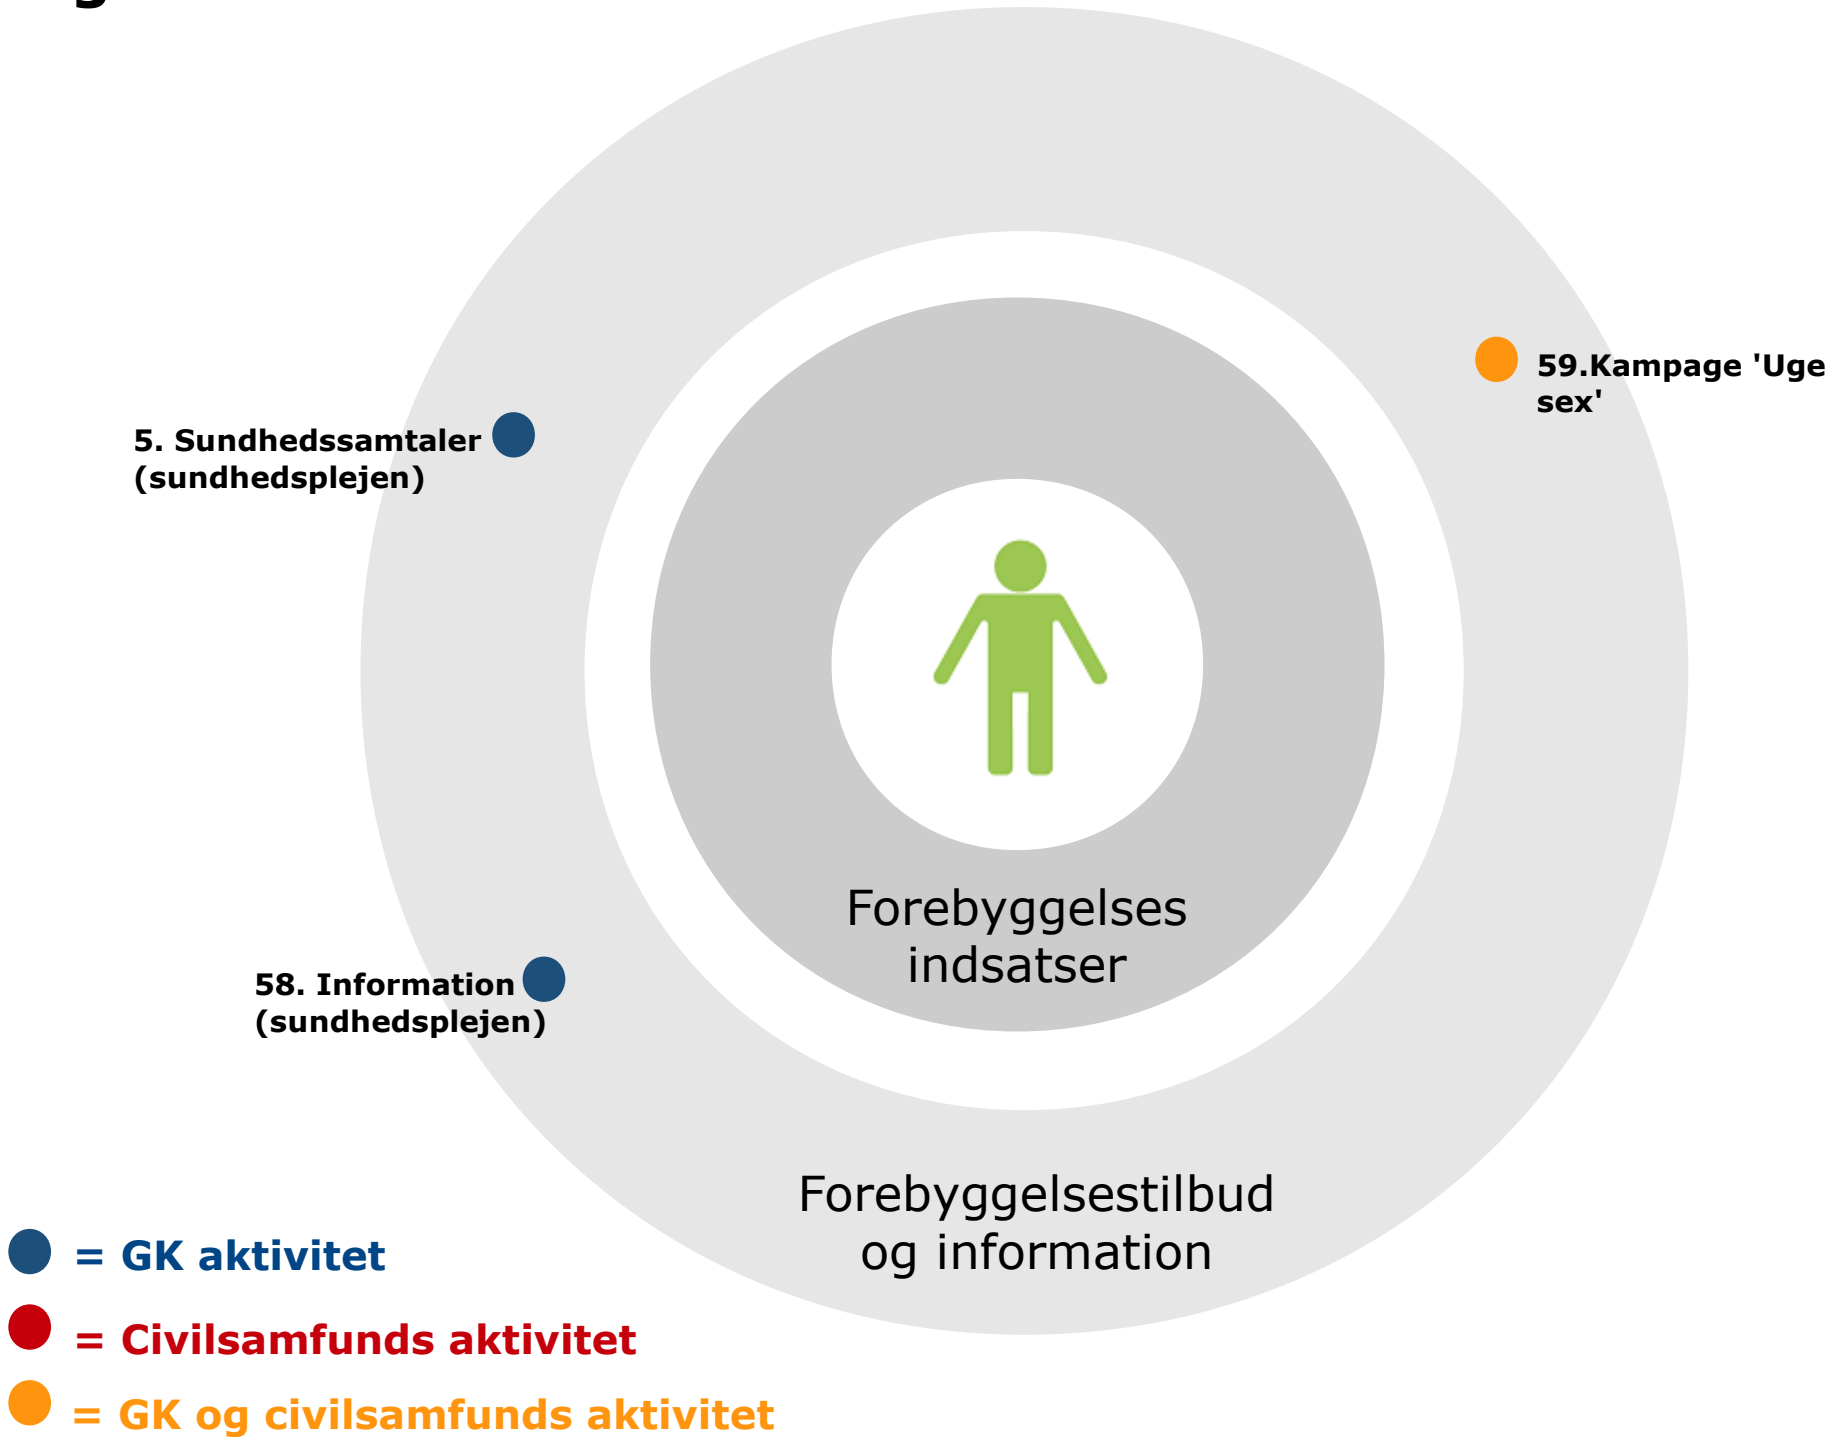 59.Kampage 'Uge
sex'
5. Sundhedssamtaler
(sundhedsplejen)
Forebyggelses
indsatser
58. Information
(sundhedsplejen)
Forebyggelsestilbud
og information
= GK aktivitet
= Civilsamfunds aktivitet
= GK og civilsamfunds aktivitet